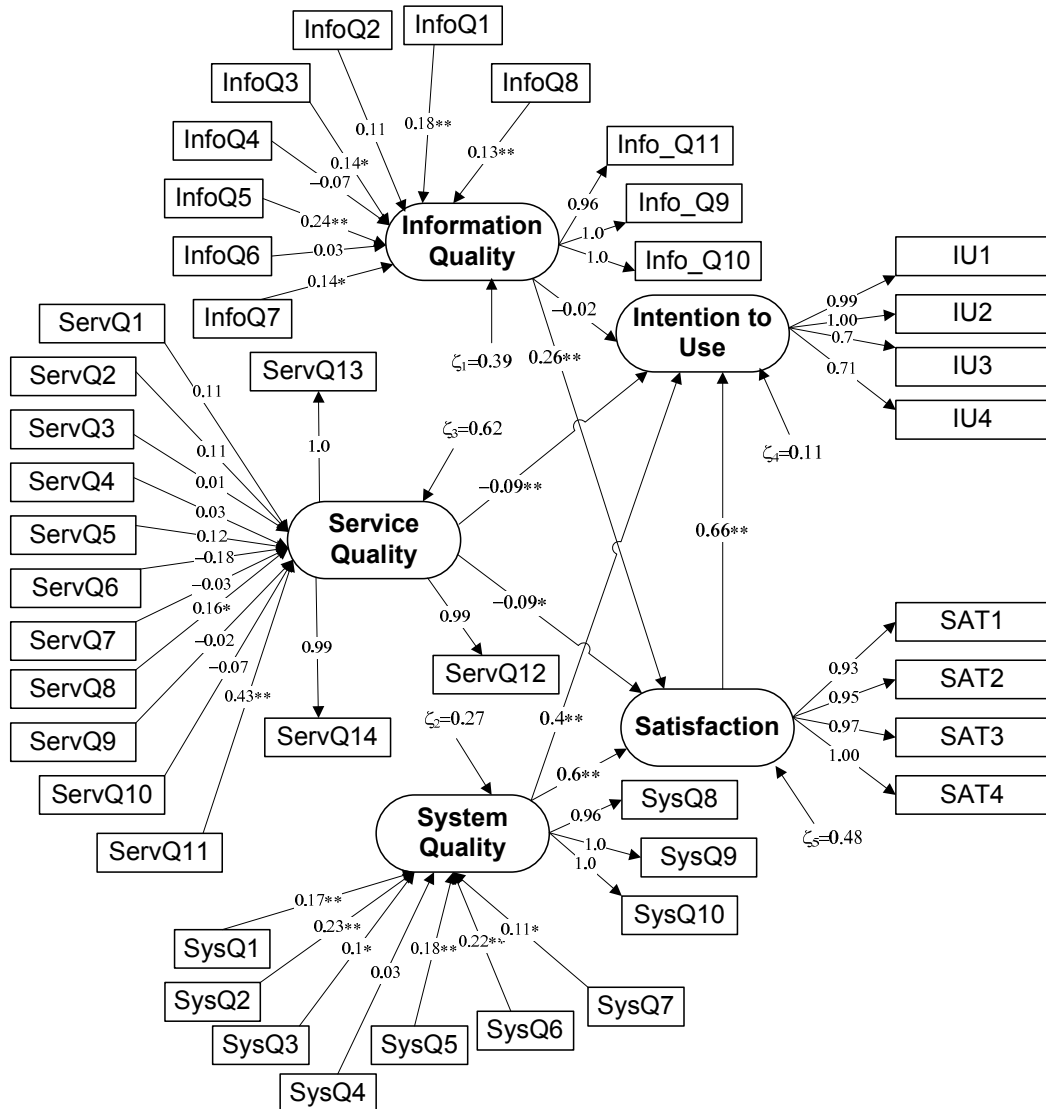 InfoQ1
InfoQ2
InfoQ3
InfoQ8
InfoQ4
InfoQ5
InfoQ6
InfoQ7
0.18**
0.11
0.14*
0.13**
−0.07
0.24**
0.03
0.14*
Information
Quality
Info_Q11
Info_Q9
Info_Q10
0.96
1.0
1.0
ζ1=0.39
−0.02
0.26**
Intention to
Use
IU1
IU2
IU3
IU4
0.99
1.00
0.7
0.71
ζ4=0.11
ServQ1
ServQ2
ServQ3
ServQ4
ServQ5
ServQ6
ServQ7
ServQ8
ServQ9
ServQ10
ServQ11
0.11
0.11
0.01
0.03
0.12
−0.18
−0.03
0.16*
−0.02
−0.07
0.43**
ServQ13
1.0
ζ3=0.62
Service
Quality
−0.09**
−0.09*
0.99
ServQ12
0.99
ServQ14
0.66**
Satisfaction
SAT1
SAT2
SAT3
SAT4
0.93
0.95
0.97
1.00
ζ5=0.48
ζ2=0.27
0.4**
0.6**
System
Quality
SysQ8
SysQ9
SysQ10
0.96
1.0
1.0
0.17**
0.23**
0.1*
0.03
0.18**
0.22**
0.11*
SysQ1
SysQ2
SysQ3
SysQ4
SysQ5
SysQ6
SysQ7